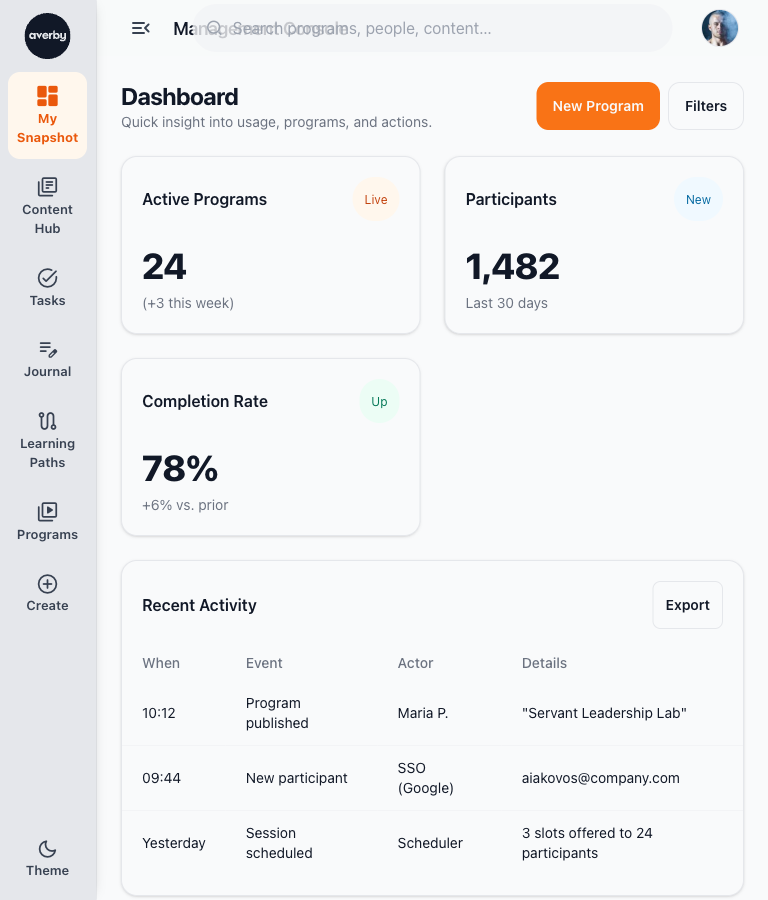 averby
Management Console
Search programs, people, content...
My
Snapshot
Content
Hub
Tasks
Journal
Learning
Paths
Programs
Create
Theme
Dashboard
Quick insight into usage, programs, and actions.
New Program
Filters
Active Programs
Live
24
(+3 this week)
Participants
New
1,482
Last 30 days
Completion Rate
Up
78%
+6% vs. prior
Recent Activity
Export
When Event Actor Details
10:12 Program published Maria P. "Servant Leadership Lab"
09:44 New participant SSO (Google) aiakovos@company.com
Yesterday Session scheduled Scheduler 3 slots offered to 24 participants